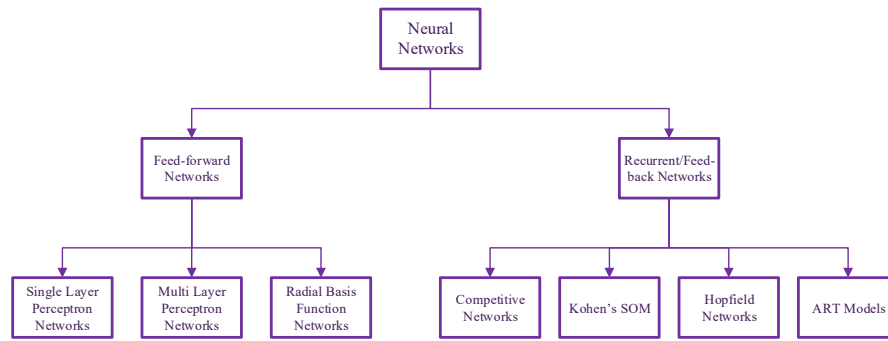 Neural
Networks
Feed-forward
Networks
Recurrent/Feed-
back Networks
Single Layer
Perceptron
Networks
Multi Layer
Perceptron
Networks
Radial Basis
Function
Networks
Competitive
Networks
Kohen's SOM
Hopfield
Networks
ART Models